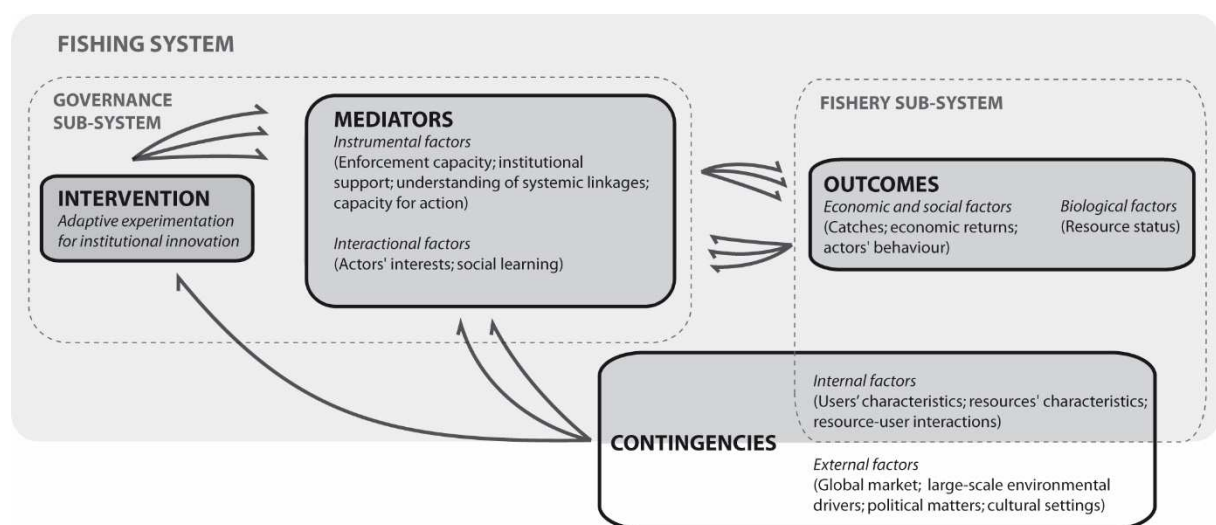 FISHING SYSTEM
GOVERNANCE
SUB-SYSTEM
INTERVENTION
Adaptive experimentation
for institutional innovation
MEDIATORS
Instrumental factors
(Enforcement capacity; institutional
support; understanding of systemic linkages;
capacity for action)
Interactional factors
(Actors' interests; social learning)
FISHERY SUB-SYSTEM
OUTCOMES
Economic and social factors
(Catches; economic returns;
actors' behaviour)
Biological factors
(Resource status)
CONTINGENCIES
Internal factors
(Users' characteristics; resources' characteristics;
resource-user interactions)
External factors
(Global market; large-scale environmental
drivers; political matters; cultural settings)